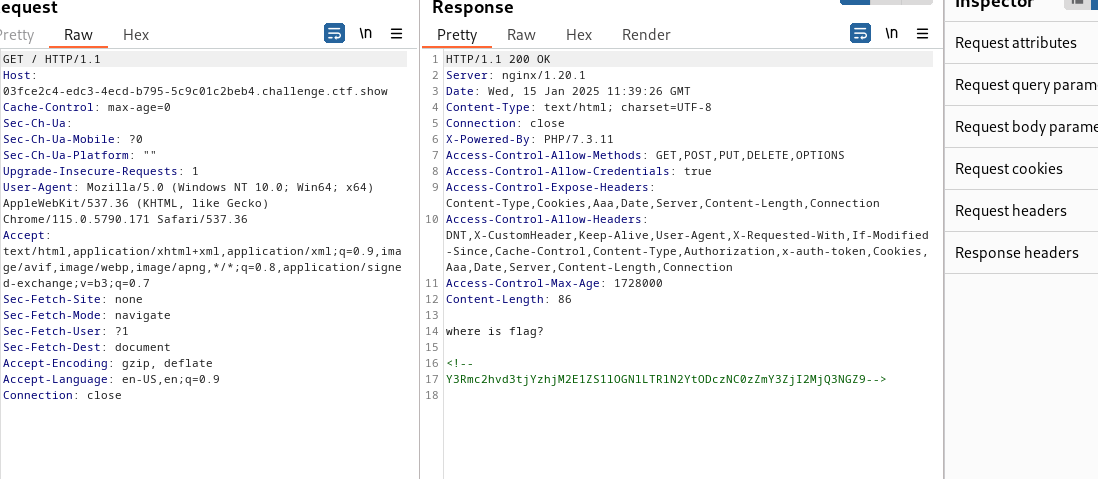 equest
Pretty Raw Hex \n
GET / HTTP/1.1
Host:
03fce2c4-edc3-4ecd-b795-5c9c01c2beb4.challenge.ctf.show
Cache-Control: max-age=0
Sec-Ch-Ua:
Sec-Ch-Ua-Mobile: ?0
Sec-Ch-Ua-Platform: ""
Upgrade-Insecure-Requests: 1
User-Agent: Mozilla/5.0 (Windows NT 10.0; Win64; x64)
AppleWebKit/537.36 (KHTML, like Gecko)
Chrome/115.0.5790.171 Safari/537.36
Accept:
text/html,application/xhtml+xml,application/xml;q=0.9,ima
ge/avif,image/webp,image/apng,*/*;q=0.8,application/signe
d-exchange;v=b3;q=0.7
Sec-Fetch-Site: none
Sec-Fetch-Mode: navigate
Sec-Fetch-User: ?1
Sec-Fetch-Dest: document
Accept-Encoding: gzip, deflate
Accept-Language: en-US,en;q=0.9
Connection: close
Response
Pretty Raw Hex Render \n
1 HTTP/1.1 200 OK
2 Server: nginx/1.20.1
3 Date: Wed, 15 Jan 2025 11:39:26 GMT
4 Content-Type: text/html; charset=UTF-8
5 Connection: close
6 X-Powered-By: PHP/7.3.11
7 Access-Control-Allow-Methods: GET,POST,PUT,DELETE,OPTIONS
8 Access-Control-Allow-Credentials: true
9 Access-Control-Expose-Headers:
Content-Type,Cookies,Aaa,Date,Server,Content-Length,Connection
10 Access-Control-Allow-Headers:
DNT,X-CustomHeader,Keep-Alive,User-Agent,X-Requested-With,If-Modified
-Since,Cache-Control,Content-Type,Authorization,x-auth-token,Cookies,
Aaa,Date,Server,Content-Length,Connection
11 Access-Control-Max-Age: 1728000
12 Content-Length: 86
13
14 where is flag?
15
16 <!--
17 Y3Rmc2hvd3tjYzhjM2E1ZS1lOGNlLTRlN2YtODczNC0zZmY3ZjI2MjQ3NGZ9-->
18
Inspector
Request attributes
Request query param
Request body parame
Request cookies
Request headers
Response headers